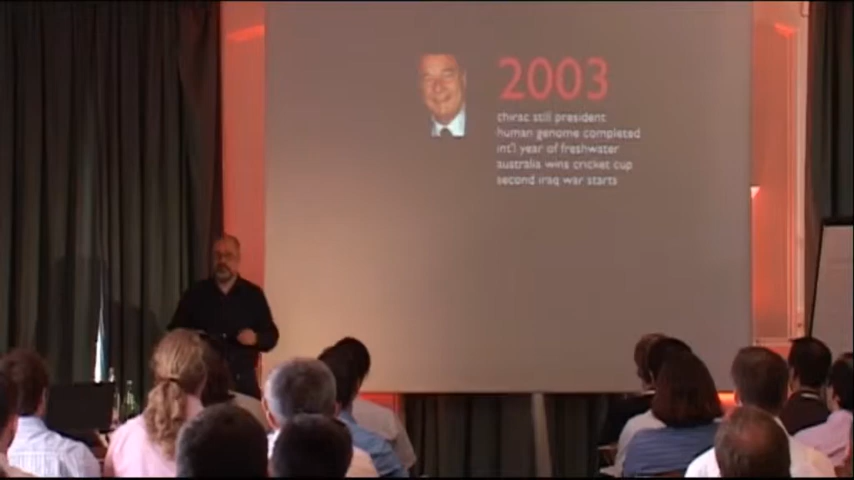 2003
chirac still president
human genome completed
int'l year of freshwater
australia wins cricket cup
second iraq war starts